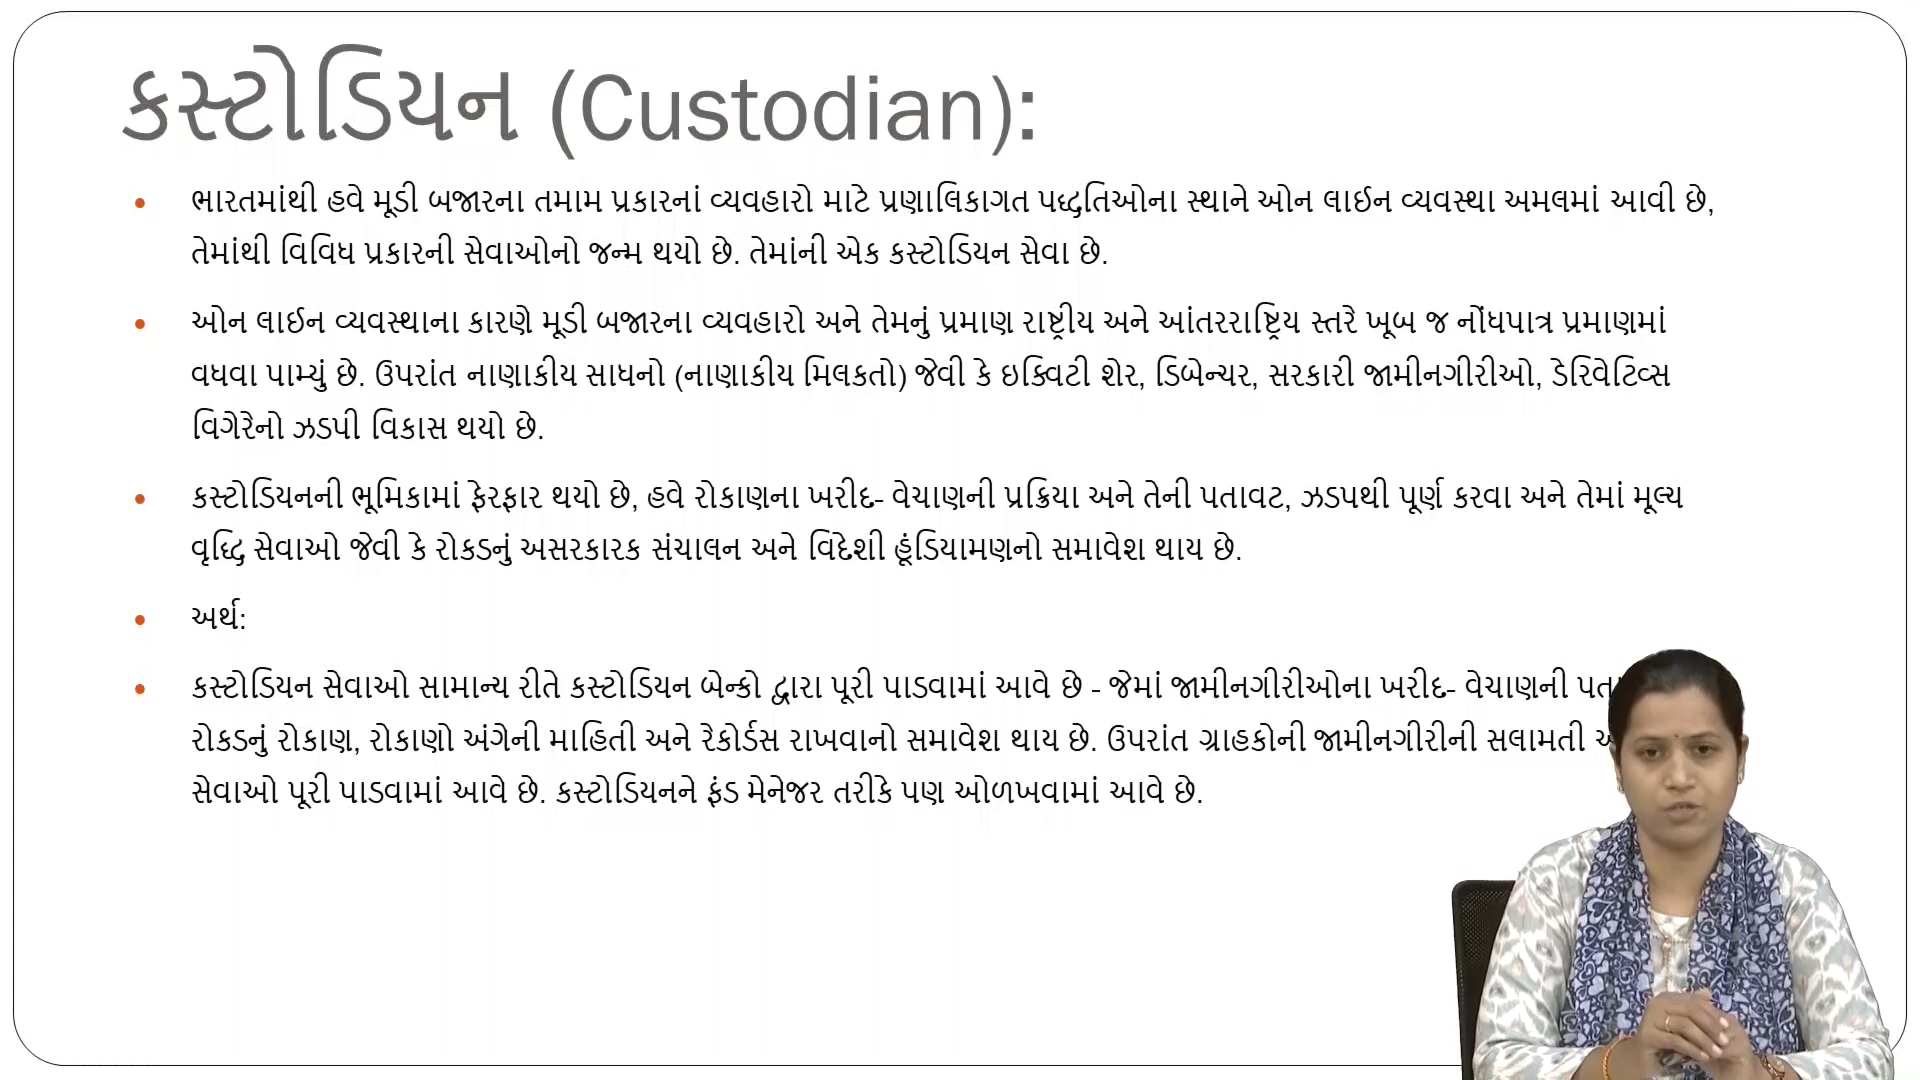 કસ્ટોડિયન (Custodian):
• ભારતમાંથી હવે મૂડી બજારના તમામ પ્રકારનાં વ્યવહારો માટે પ્રણાલિકાગત પદ્ધતિઓના સ્થાને ઓન લાઈન વ્યવસ્થા અમલમાં આવી છે,
તેમાંથી વિવિધ પ્રકારની સેવાઓનો જન્મ થયો છે. તેમાંની એક કસ્ટોડિયન સેવા છે.
• ઓન લાઈન વ્યવસ્થાના કારણે મૂડી બજારના વ્યવહારો અને તેમનું પ્રમાણ રાષ્ટ્રીય અને આંતરરાષ્ટ્રિય સ્તરે ખૂબ જ નોંધપાત્ર પ્રમાણમાં
વધવા પામ્યું છે. ઉપરાંત નાણાકીય સાધનો (નાણાકીય મિલકતો) જેવી કે ઇક્વિટી શેર, ડિબેન્ચર, સરકારી જામીનગીરીઓ, ડેરિવેટિવ્સ
વિગેરેનો ઝડપી વિકાસ થયો છે.
• કસ્ટોડિયનની ભૂમિકામાં ફેરફાર થયો છે, હવે રોકાણના ખરીદ- વેચાણની પ્રક્રિયા અને તેની પતાવટ, ઝડપથી પૂર્ણ કરવા અને તેમાં મૂલ્ય
વૃધ્ધિ સેવાઓ જેવી કે રોકડનું અસરકારક સંચાલન અને વિદેશી હૂંડિયામણનો સમાવેશ થાય છે.
• અર્થ:
• કસ્ટોડિયન સેવાઓ સામાન્ય રીતે કસ્ટોડિયન બેન્કો દ્વારા પૂરી પાડવામાં આવે છે - જેમાં જામીનગીરીઓના ખરીદ- વેચાણની
રોકડનું રોકાણ, રોકાણો અંગેની માહિતી અને રેકોર્ડસ રાખવાનો સમાવેશ થાય છે. ઉપરાંત ગ્રાહકોની જામીનગીરીની સલામતી
સેવાઓ પૂરી પાડવામાં આવે છે. કસ્ટોડિયનને ફંડ મેનેજર તરીકે પણ ઓળખવામાં આવે છે.